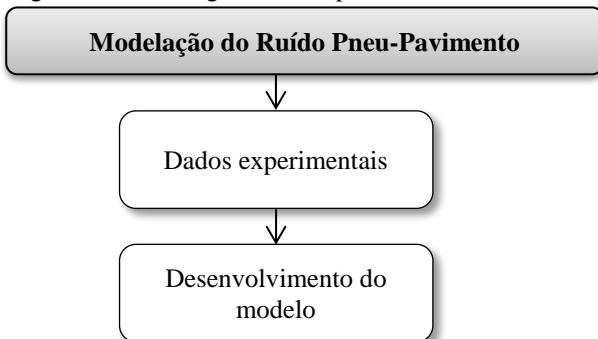 Modelação do Ruído Pneu-Pavimento
Dados experimentais
Desenvolvimento do
modelo